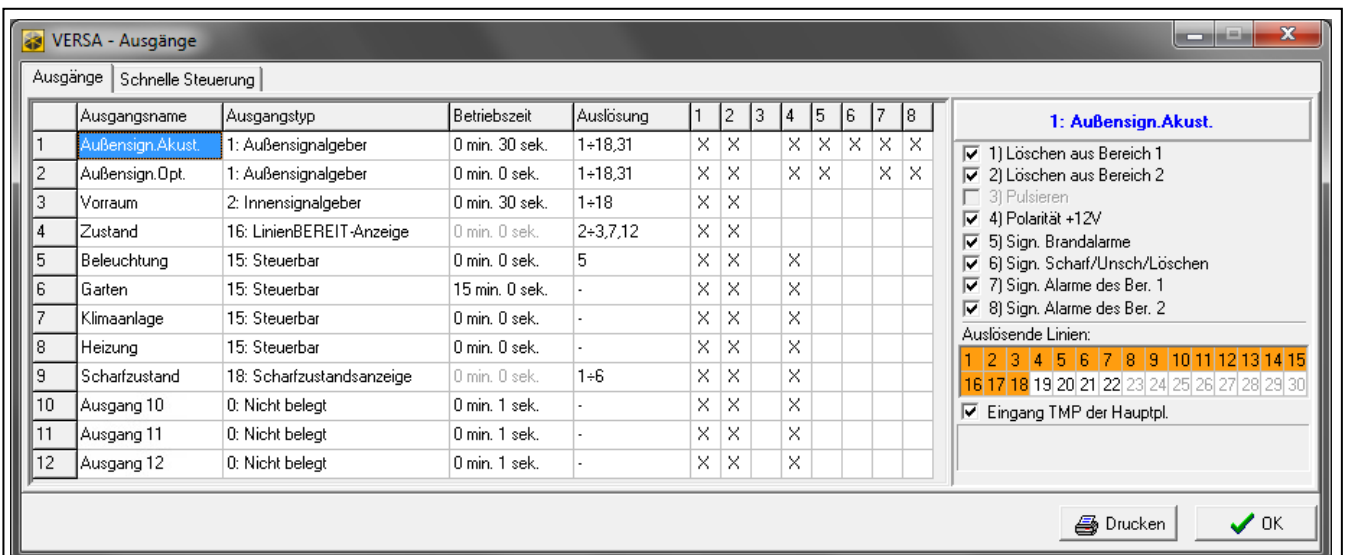 VERSA - Ausgänge
Ausgänge Schnelle Steuerung
Ausgangsname Ausgangstyp Betriebszeit Auslösung 1 2 3 4 5 6 7 8
1 Außensign.Akust. 1: Außensignalgeber 0 min. 30 sek. 1÷18,31 X X X X X X X
2 Außensign.Opt. 1: Außensignalgeber 0 min. 0 sek. 1÷18,31 X X X X X X
3 Vorraum 2: Innensignalgeber 0 min. 30 sek. 1÷18 X X
4 Zustand 16: LinienBEREIT-Anzeige 0 min. 0 sek. 2÷3,7,12 X X
5 Beleuchtung 15: Steuerbar 0 min. 0 sek. 5 X X X
6 Garten 15: Steuerbar 15 min. 0 sek. - X X X
7 Klimaanlage 15: Steuerbar 0 min. 0 sek. - X X X
8 Heizung 15: Steuerbar 0 min. 0 sek. - X X X
9 Scharfzustand 18: Scharfzustandsanzeige 0 min. 0 sek. 1÷6 X X X
10 Ausgang 10 0: Nicht belegt 0 min. 1 sek. - X X X
11 Ausgang 11 0: Nicht belegt 0 min. 1 sek. - X X X
12 Ausgang 12 0: Nicht belegt 0 min. 1 sek. - X X X
1: Außensign.Akust.
1) Löschen aus Bereich 1
2) Löschen aus Bereich 2
3) Pulsieren
4) Polarität +12V
5) Sign. Brandalarme
6) Sign. Scharf/Unsch/Löschen
7) Sign. Alarme des Ber. 1
8) Sign. Alarme des Ber. 2
Auslösende Linien:
1 2 3 4 5 6 7 8 9 10 11 12 13 14 15
16 17 18 19 20 21 22 23 24 25 26 27 28 29 30
Eingang TMP der Hauptpl.
Drucken OK